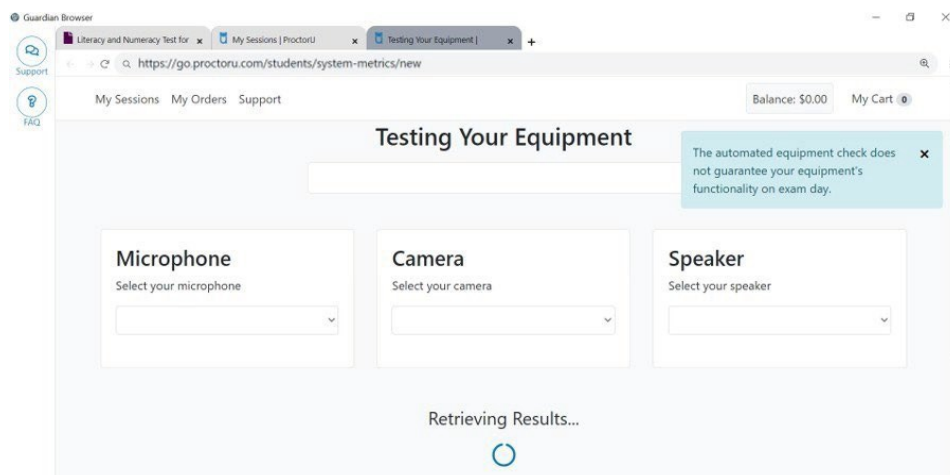 Guardian Browser
Literacy and Numeracy Test for x My Sessions | ProctorU x Testing Your Equipment | x +
Support
https://go.proctoru.com/students/system-metrics/new
FAQ
My Sessions My Orders Support Balance: $0.00 My Cart 0
Testing Your Equipment
The automated equipment check does
not guarantee your equipment's
functionality on exam day.
Microphone
Select your microphone
Camera
Select your camera
Speaker
Select your speaker
Retrieving Results...